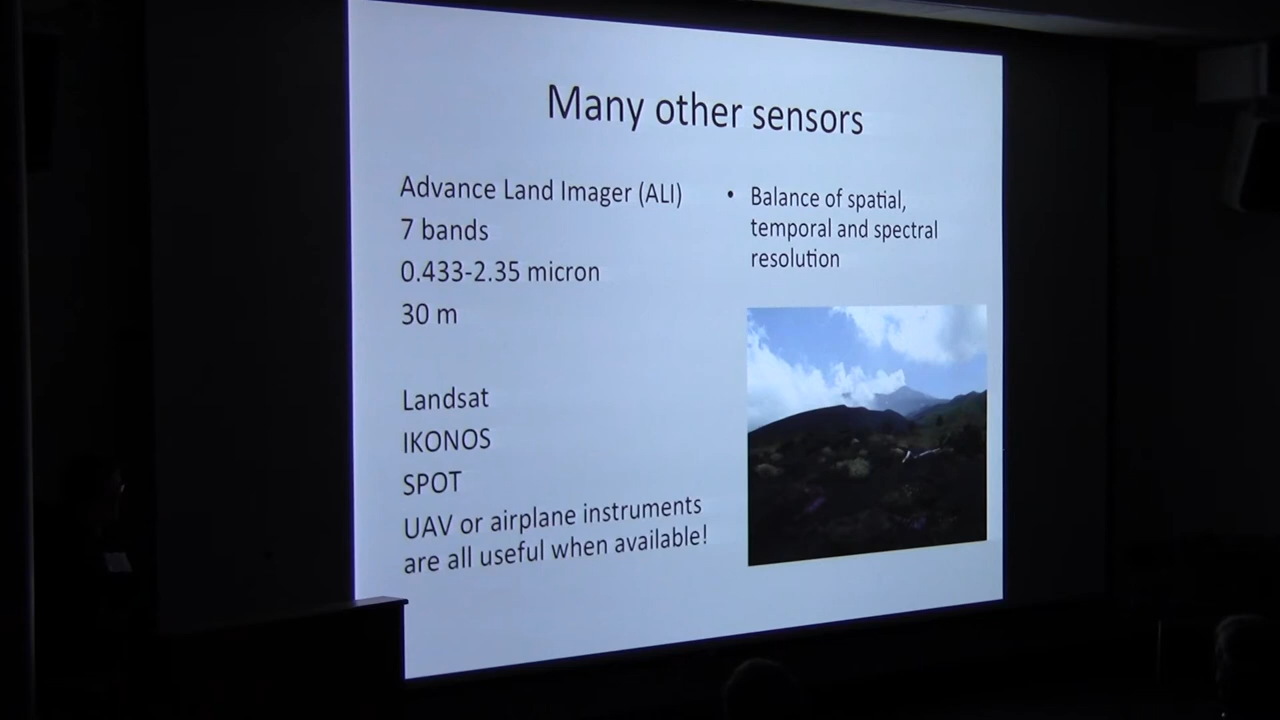 Many other sensors
Advance Land Imager (ALI)
7 bands
0.433-2.35 micron
30 m
Landsat
IKONOS
SPOT
UAV or airplane instruments
are all useful when available!
• Balance of spatial,
temporal and spectral
resolution